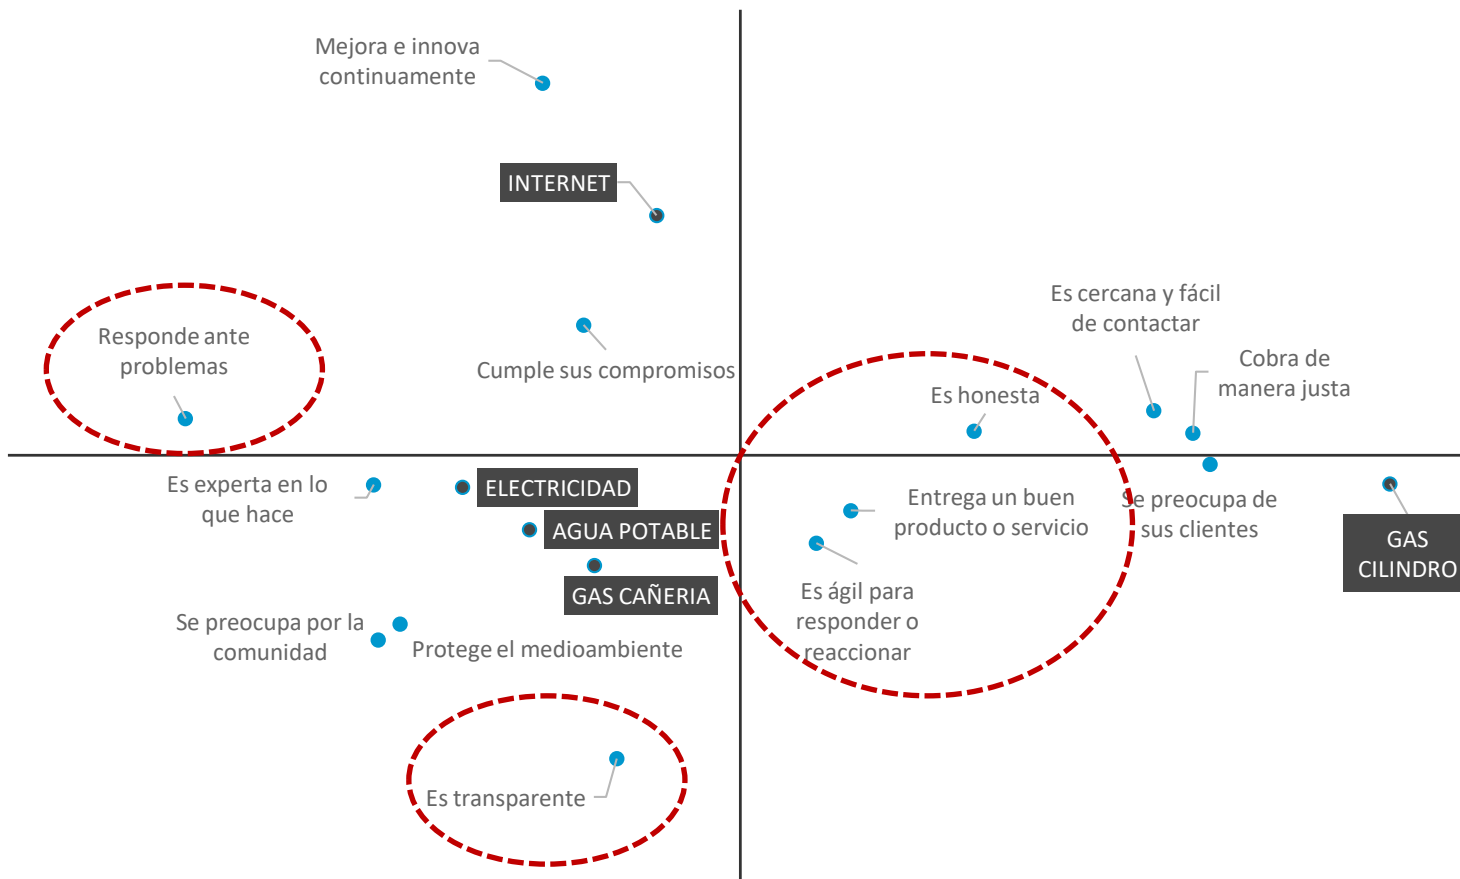 Mejora e innova
continuamente
INTERNET
Es cercana y fácil
de contactar
Responde ante
problemas
Cumple sus compromisos
Cobra de
manera justa
Es honesta
Es experta en lo
que hace
ELECTRICIDAD
AGUA POTABLE
GAS CAÑERIA
Entrega un buen
producto o servicio
Se preocupa de
sus clientes
GAS
CILINDRO
Es ágil para
responder o
reaccionar
Se preocupa por la
comunidad
Protege el medioambiente
Es transparente